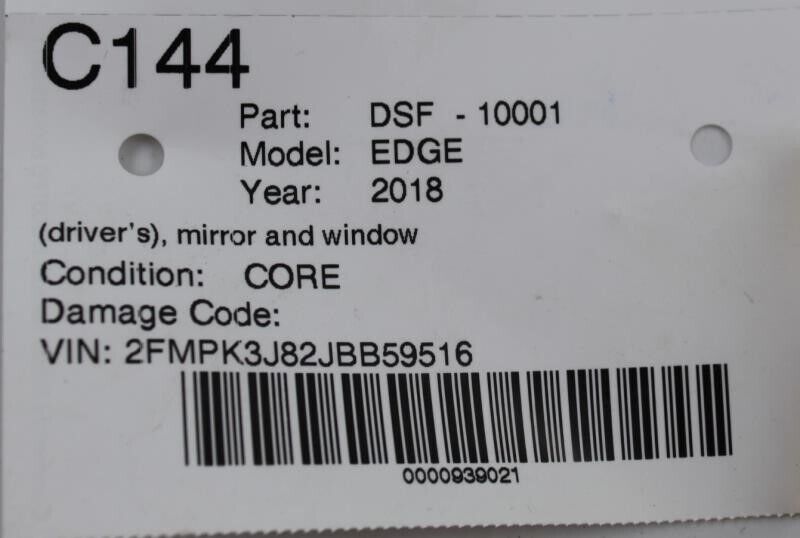 C144
Part: DSF - 10001
Model: EDGE
Year: 2018
(driver's), mirror and window
Condition: CORE
Damage Code:
VIN: 2FMPK3J82JBB59516
0000939021